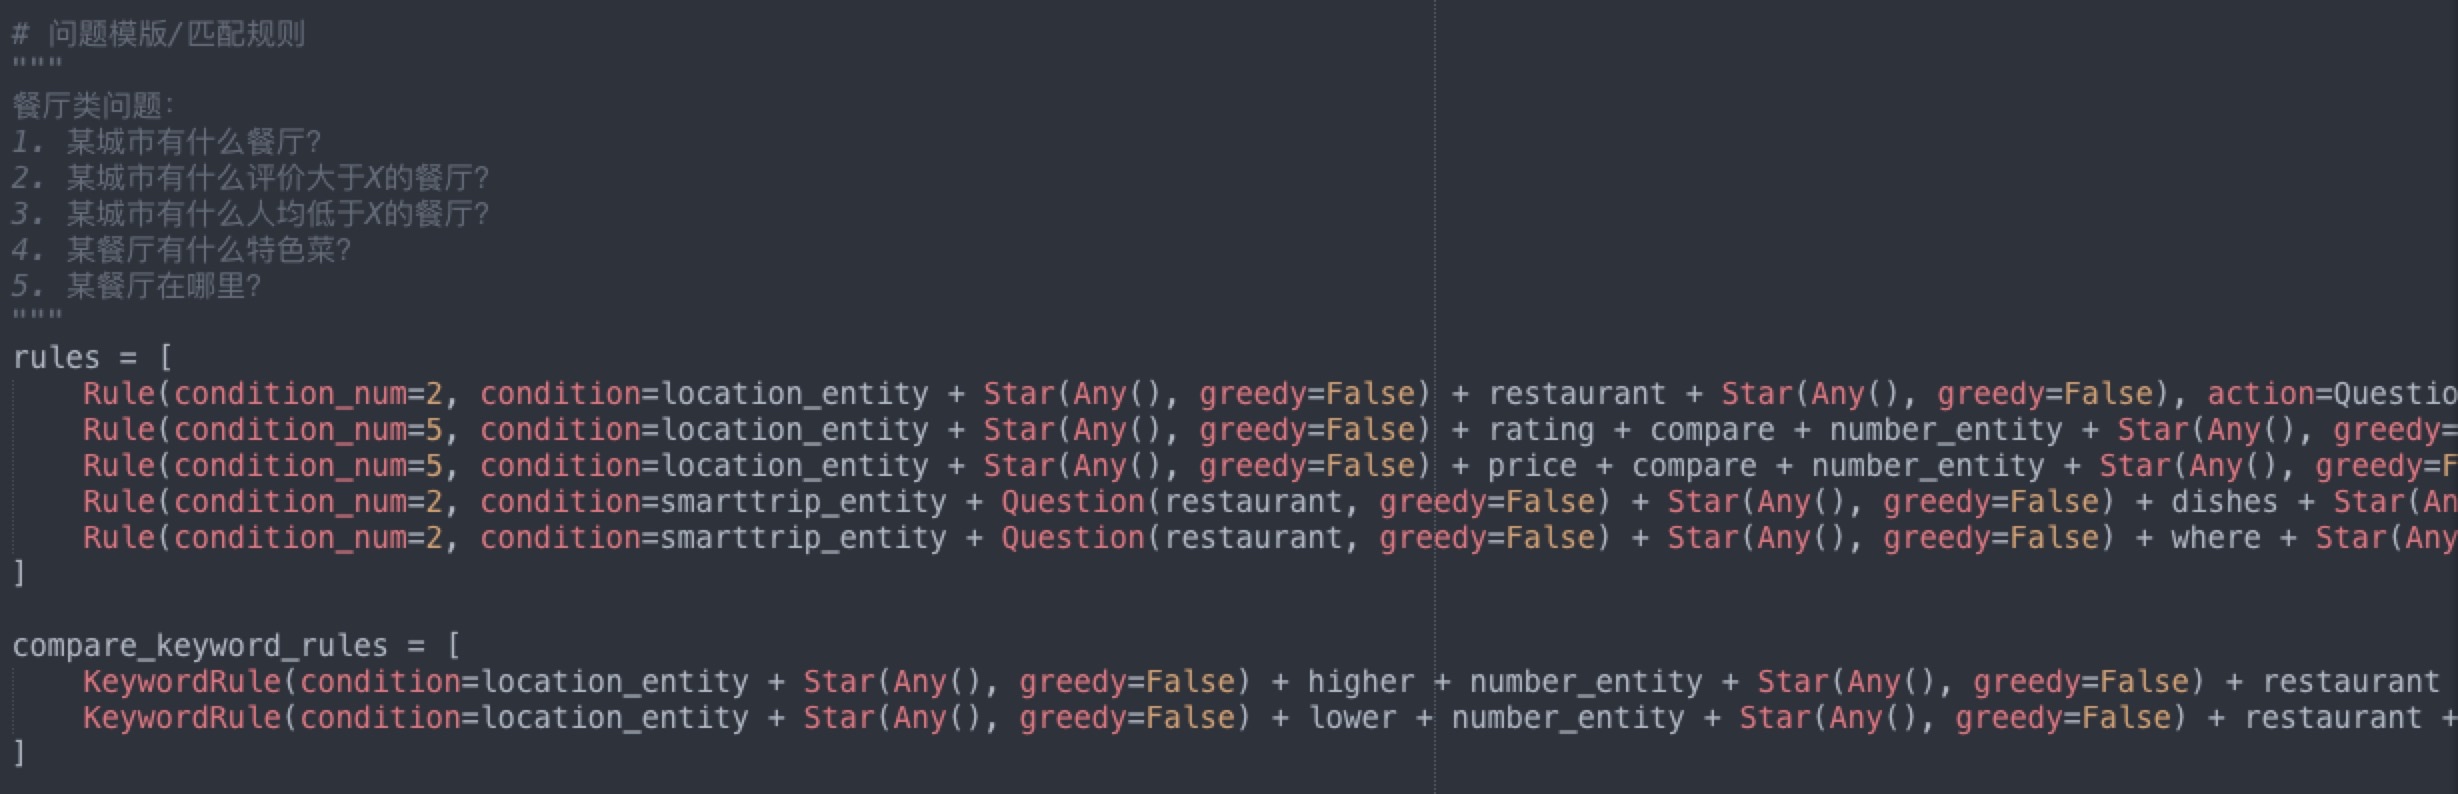 # 问题模版/匹配规则
"""
餐厅类问题:
1. 某城市有什么餐厅?
2. 某城市有什么评价大于X的餐厅?
3. 某城市有什么人均低于X的餐厅?
4. 某餐厅有什么特色菜?
5. 某餐厅在哪里?
"""
rules = [
    Rule(condition_num=2, condition=location_entity + Star(Any(), greedy=False) + restaurant + Star(Any(), greedy=False), action=Questio
    Rule(condition_num=5, condition=location_entity + Star(Any(), greedy=False) + rating + compare + number_entity + Star(Any(), greedy=
    Rule(condition_num=5, condition=location_entity + Star(Any(), greedy=False) + price + compare + number_entity + Star(Any(), greedy=F
    Rule(condition_num=2, condition=smarttrip_entity + Question(restaurant, greedy=False) + Star(Any(), greedy=False) + dishes + Star(An
    Rule(condition_num=2, condition=smarttrip_entity + Question(restaurant, greedy=False) + Star(Any(), greedy=False) + where + Star(Any
]
compare_keyword_rules = [
    KeywordRule(condition=location_entity + Star(Any(), greedy=False) + higher + number_entity + Star(Any(), greedy=False) + restaurant
    KeywordRule(condition=location_entity + Star(Any(), greedy=False) + lower + number_entity + Star(Any(), greedy=False) + restaurant +
]